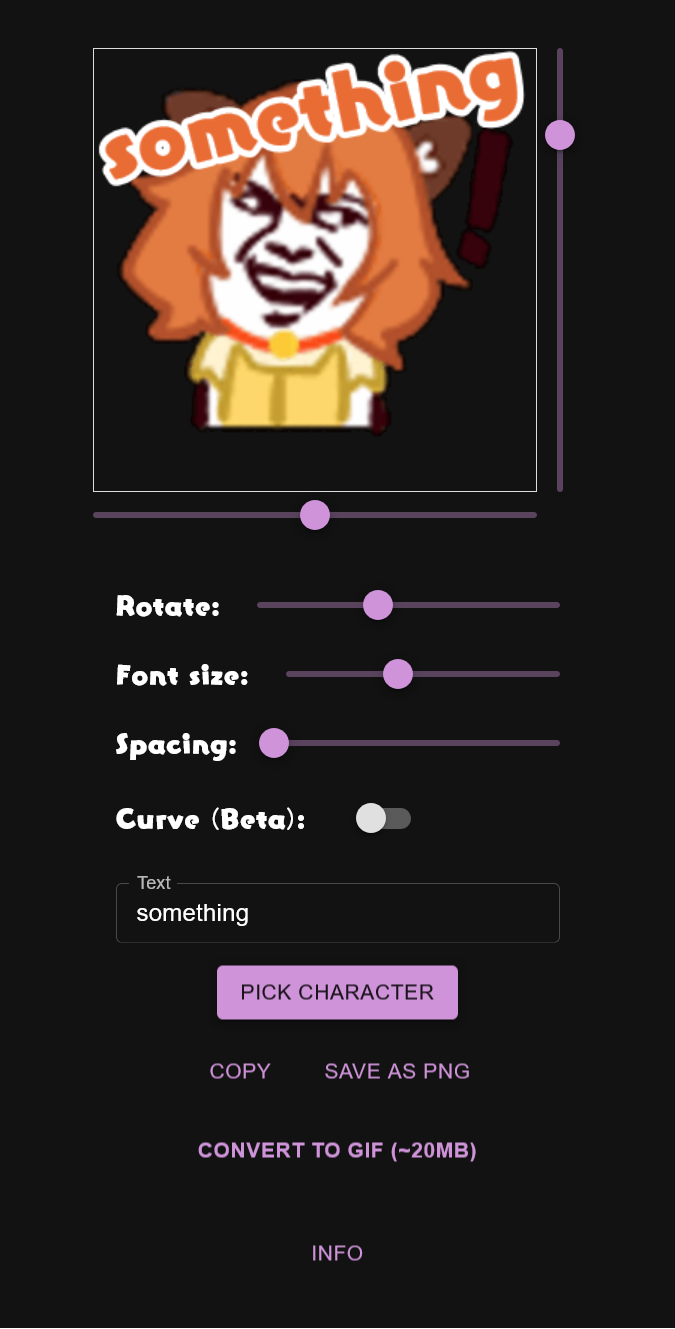 something
Rotate:
Font size:
Spacing:
Curve (Beta):
Text
something
PICK CHARACTER
COPY SAVE AS PNG
CONVERT TO GIF (~20MB)
INFO